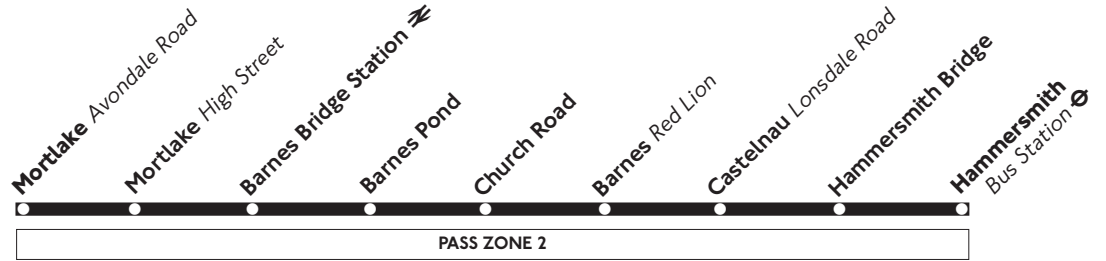 Mortlake Avondale Road
Mortlake High Street
Barnes Bridge Station
Barnes Pond
Church Road
Barnes Red Lion
Castelnau Lonsdale Road
Hammersmith Bridge
Hammersmith
Bus Station
PASS ZONE 2